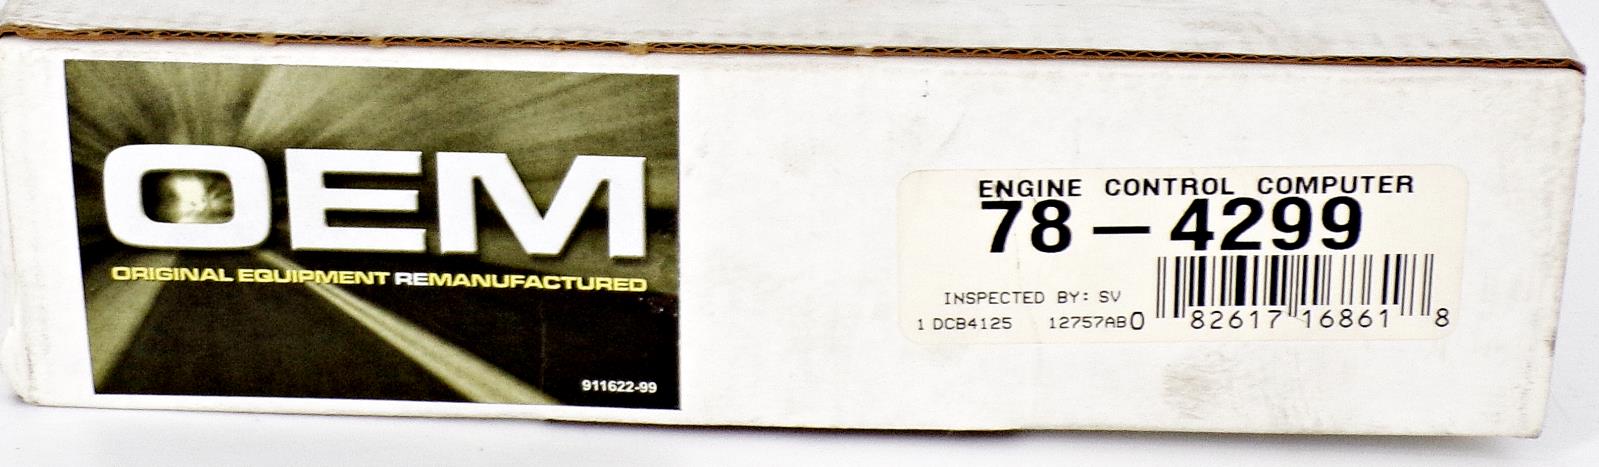 OEM
ORIGINAL EQUIPMENT REMANUFACTURED
911622-99
ENGINE CONTROL COMPUTER
78-4299
INSPECTED BY: SV
1 DCB4125 12757AB
0 82617 16861 8